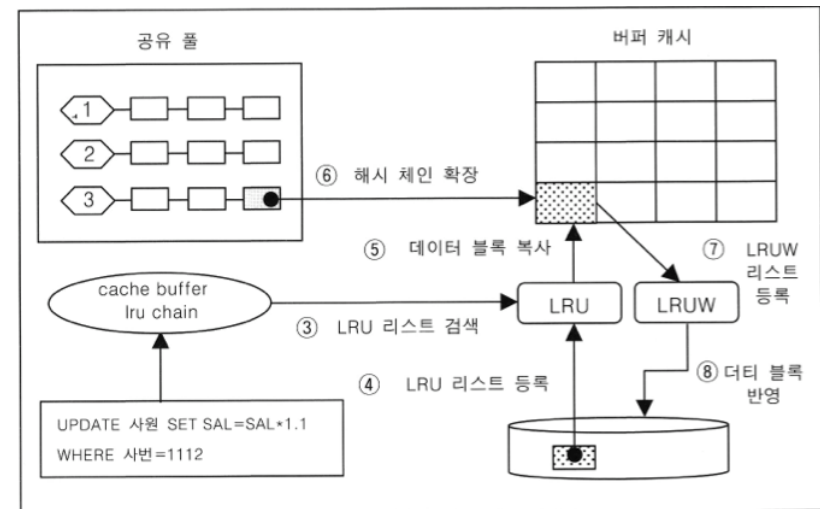 공유 풀
버퍼 캐시
1
2
3
⑥ 해시 체인 확장
⑤ 데이터 블록 복사
⑦ LRUW
리스트
등록
cache buffer
lru chain
③ LRU 리스트 검색
LRU
LRUW
④ LRU 리스트 등록
⑧ 더티 블록
반영
UPDATE 사원 SET SAL=SAL*1.1
WHERE 사번=1112